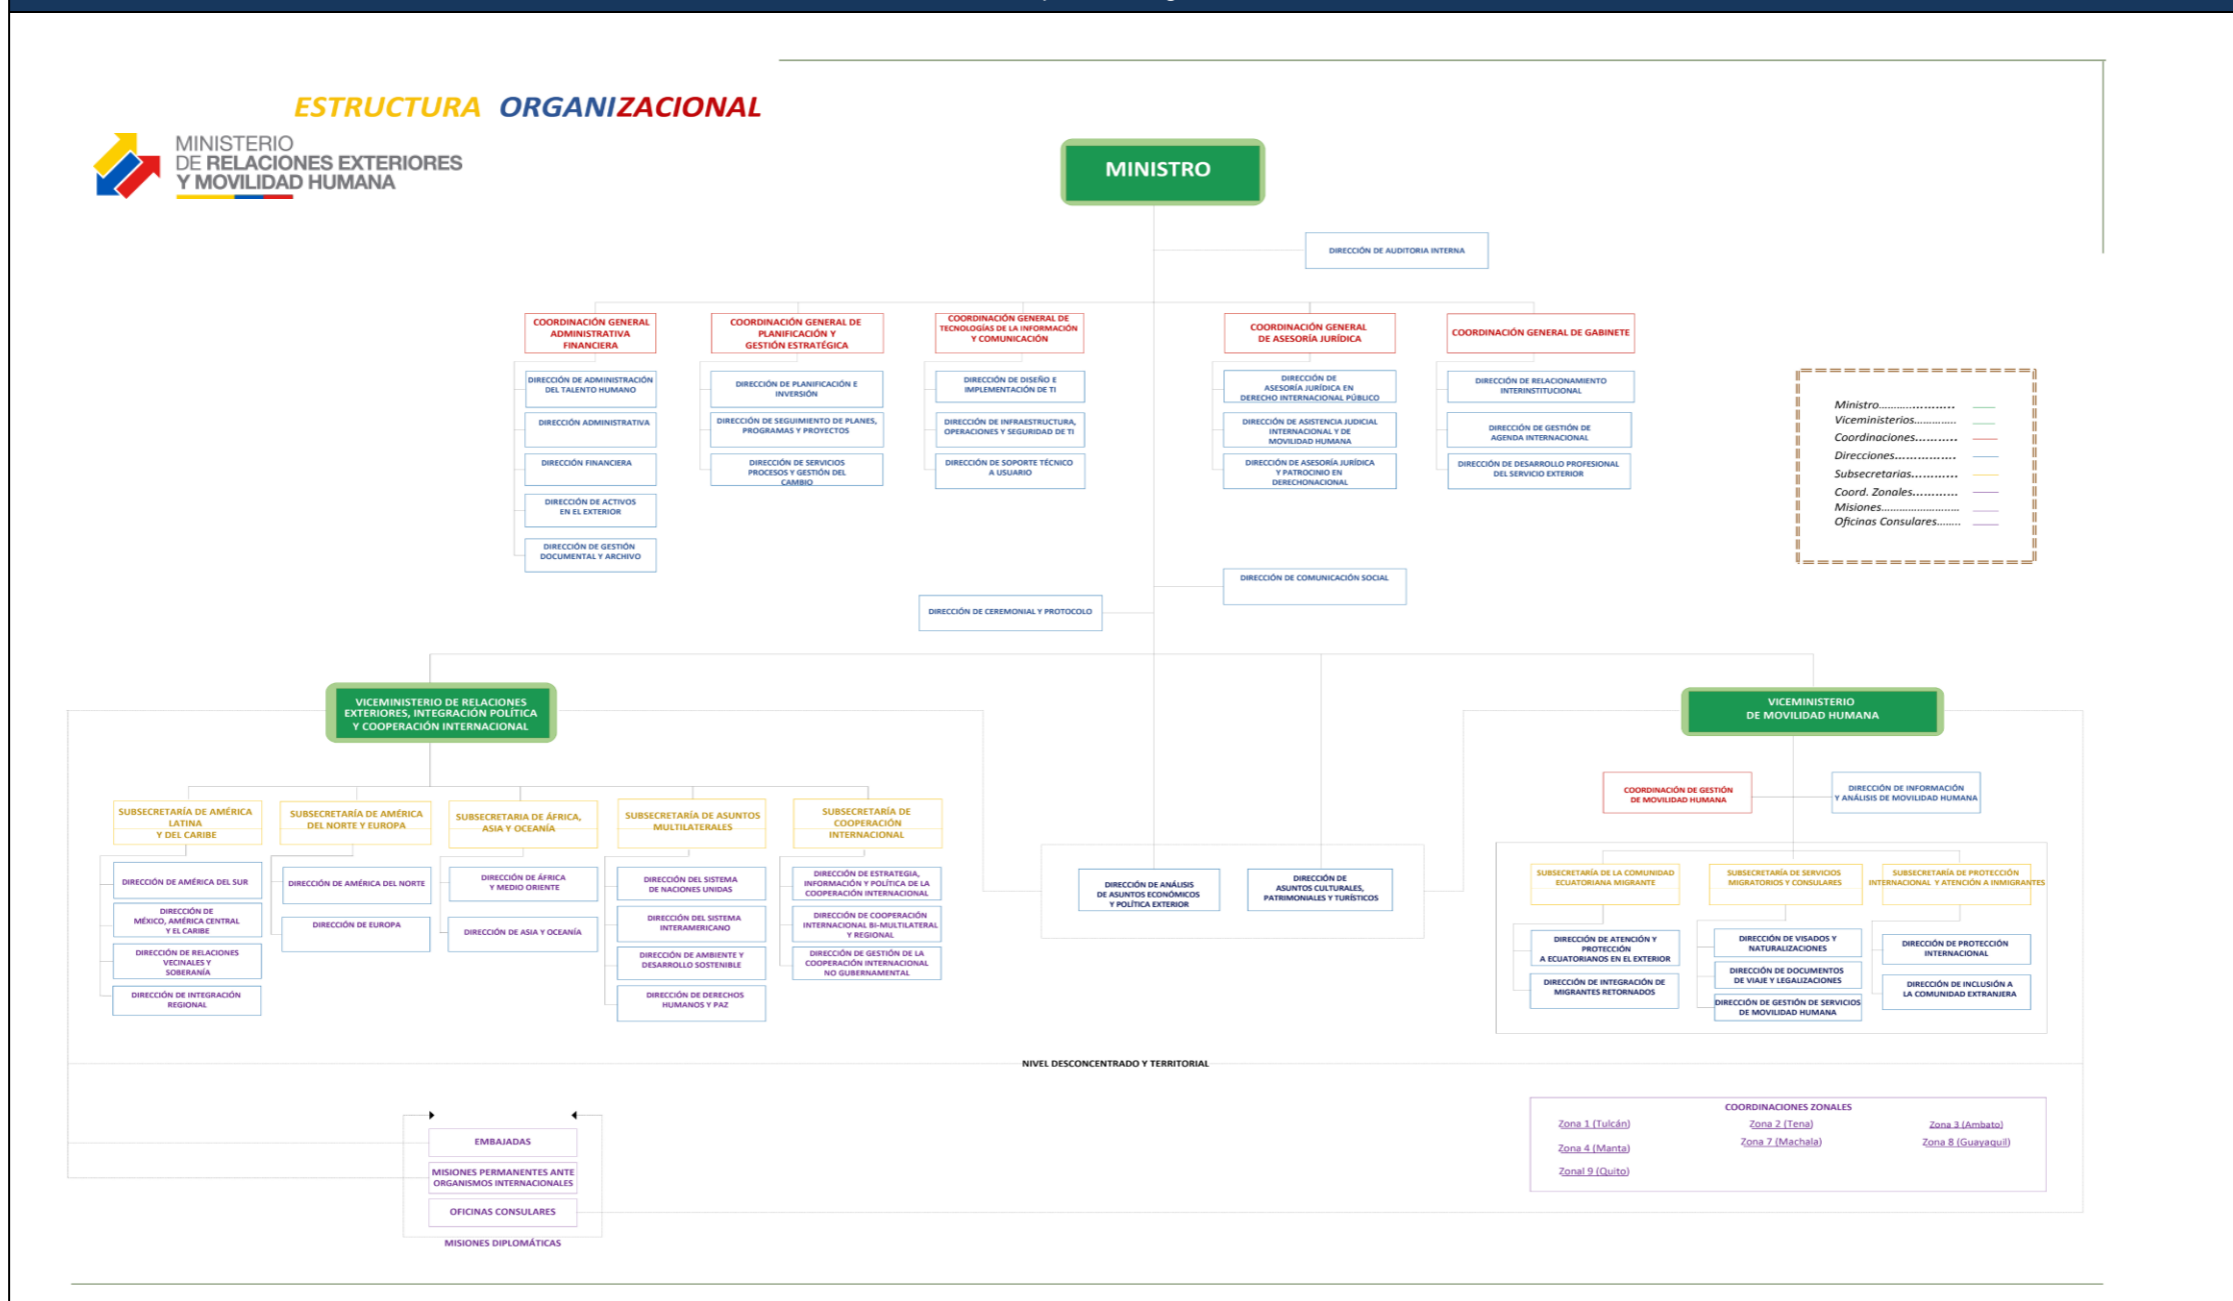 ESTRUCTURA ORGANIZACIONAL
MINISTERIO
DE RELACIONES EXTERIORES
Y MOVILIDAD HUMANA
MINISTRO
DIRECCIÓN DE AUDITORIA INTERNA
COORDINACIÓN GENERAL
ADMINISTRATIVA
FINANCIERA
DIRECCIÓN DE ADMINISTRACIÓN
DEL TALENTO HUMANO
DIRECCIÓN ADMINISTRATIVA
DIRECCIÓN FINANCIERA
DIRECCIÓN DE ACTIVOS
EN EL EXTERIOR
DIRECCIÓN DE GESTIÓN
DOCUMENTAL Y ARCHIVO
COORDINACIÓN GENERAL DE
PLANIFICACIÓN Y
GESTIÓN ESTRATÉGICA
DIRECCIÓN DE PLANIFICACIÓN E
INVERSIÓN
DIRECCIÓN DE SEGUIMIENTO DE PLANES,
PROGRAMAS Y PROYECTOS
DIRECCIÓN DE SERVICIOS
PROCESOS Y GESTIÓN DEL
CAMBIO
COORDINACIÓN GENERAL DE
TECNOLOGÍAS DE LA INFORMACIÓN
Y COMUNICACIÓN
DIRECCIÓN DE DISEÑO E
IMPLEMENTACIÓN DE TI
DIRECCIÓN DE INFRAESTRUCTURA,
OPERACIONES Y SEGURIDAD DE TI
DIRECCIÓN DE SOPORTE TÉCNICO
A USUARIO
COORDINACIÓN GENERAL
DE ASESORÍA JURÍDICA
DIRECCIÓN DE
ASESORÍA JURÍDICA EN
DERECHO INTERNACIONAL PÚBLICO
DIRECCIÓN DE ASISTENCIA JUDICIAL
INTERNACIONAL Y DE
MOVILIDAD HUMANA
DIRECCIÓN DE ASESORÍA JURÍDICA
Y PATROCINIO EN
DERECHONACIONAL
COORDINACIÓN GENERAL DE GABINETE
DIRECCIÓN DE RELACIONAMIENTO
INTERINSTITUCIONAL
DIRECCIÓN DE GESTIÓN DE
AGENDA INTERNACIONAL
DIRECCIÓN DE DESARROLLO PROFESIONAL
DEL SERVICIO EXTERIOR
Ministro......................
Viceministerios.............
Coordinaciones..........
Direcciones................
Subsecretarias............
Coord. Zonales............
Misiones.......................
Oficinas Consulares.......
DIRECCIÓN DE COMUNICACIÓN SOCIAL
DIRECCIÓN DE CEREMONIAL Y PROTOCOLO
VICEMINISTERIO DE RELACIONES
EXTERIORES, INTEGRACIÓN POLÍTICA
Y COOPERACIÓN INTERNACIONAL
VICEMINISTERIO
DE MOVILIDAD HUMANA
COORDINACIÓN DE GESTIÓN
DE MOVILIDAD HUMANA
DIRECCIÓN DE INFORMACIÓN
Y ANÁLISIS DE MOVILIDAD HUMANA
SUBSECRETARÍA DE AMÉRICA
LATINA
Y DEL CARIBE
DIRECCIÓN DE AMÉRICA DEL SUR
DIRECCIÓN DE
MÉXICO, AMÉRICA CENTRAL
Y EL CARIBE
DIRECCIÓN DE RELACIONES
VECINALES Y
SOBERANÍA
DIRECCIÓN DE INTEGRACIÓN
REGIONAL
SUBSECRETARÍA DE AMÉRICA
DEL NORTE Y EUROPA
DIRECCIÓN DE AMÉRICA DEL NORTE
DIRECCIÓN DE EUROPA
SUBSECRETARIA DE ÁFRICA,
ASIA Y OCEANÍA
DIRECCIÓN DE ÁFRICA
Y MEDIO ORIENTE
DIRECCIÓN DE ASIA Y OCEANÍA
SUBSECRETARÍA DE ASUNTOS
MULTILATERALES
DIRECCIÓN DEL SISTEMA
DE NACIONES UNIDAS
DIRECCIÓN DEL SISTEMA
INTERAMERICANO
DIRECCIÓN DE AMBIENTE Y
DESARROLLO SOSTENIBLE
DIRECCIÓN DE DERECHOS
HUMANOS Y PAZ
SUBSECRETARÍA DE
COOPERACIÓN
INTERNACIONAL
DIRECCIÓN DE ESTRATEGIA,
INFORMACIÓN Y POLÍTICA DE LA
COOPERACIÓN INTERNACIONAL
DIRECCIÓN DE COOPERACIÓN
INTERNACIONAL BI-MULTILATERAL
Y REGIONAL
DIRECCIÓN DE GESTIÓN DE LA
COOPERACIÓN INTERNACIONAL
NO GUBERNAMENTAL
DIRECCIÓN DE ANÁLISIS
DE ASUNTOS ECONÓMICOS
Y POLÍTICA EXTERIOR
DIRECCIÓN DE
ASUNTOS CULTURALES,
PATRIMONIALES Y TURÍSTICOS
SUBSECRETARÍA DE LA COMUNIDAD
ECUATORIANA MIGRANTE
DIRECCIÓN DE ATENCIÓN Y
PROTECCIÓN
A ECUATORIANOS EN EL EXTERIOR
DIRECCIÓN DE INTEGRACIÓN DE
MIGRANTES RETORNADOS
SUBSECRETARÍA DE SERVICIOS
MIGRATORIOS Y CONSULARES
DIRECCIÓN DE VISADOS Y
NATURALIZACIONES
DIRECCIÓN DE DOCUMENTOS
DE VIAJE Y LEGALIZACIONES
DIRECCIÓN DE GESTIÓN DE SERVICIOS
DE MOVILIDAD HUMANA
SUBSECRETARÍA DE PROTECCIÓN
INTERNACIONAL Y ATENCIÓN A INMIGRANTES
DIRECCIÓN DE PROTECCIÓN
INTERNACIONAL
DIRECCIÓN DE INCLUSIÓN A
LA COMUNIDAD EXTRANJERA
NIVEL DESCONCENTRADO Y TERRITORIAL
EMBAJADAS
MISIONES PERMANENTES ANTE
ORGANISMOS INTERNACIONALES
OFICINAS CONSULARES
MISIONES DIPLOMÁTICAS
COORDINACIONES ZONALES
Zona 1 (Tulcán) Zona 2 (Tena) Zona 3 (Ambato)
Zona 4 (Manta) Zona 7 (Machala) Zona 8 (Guayaquil)
Zonal 9 (Quito)